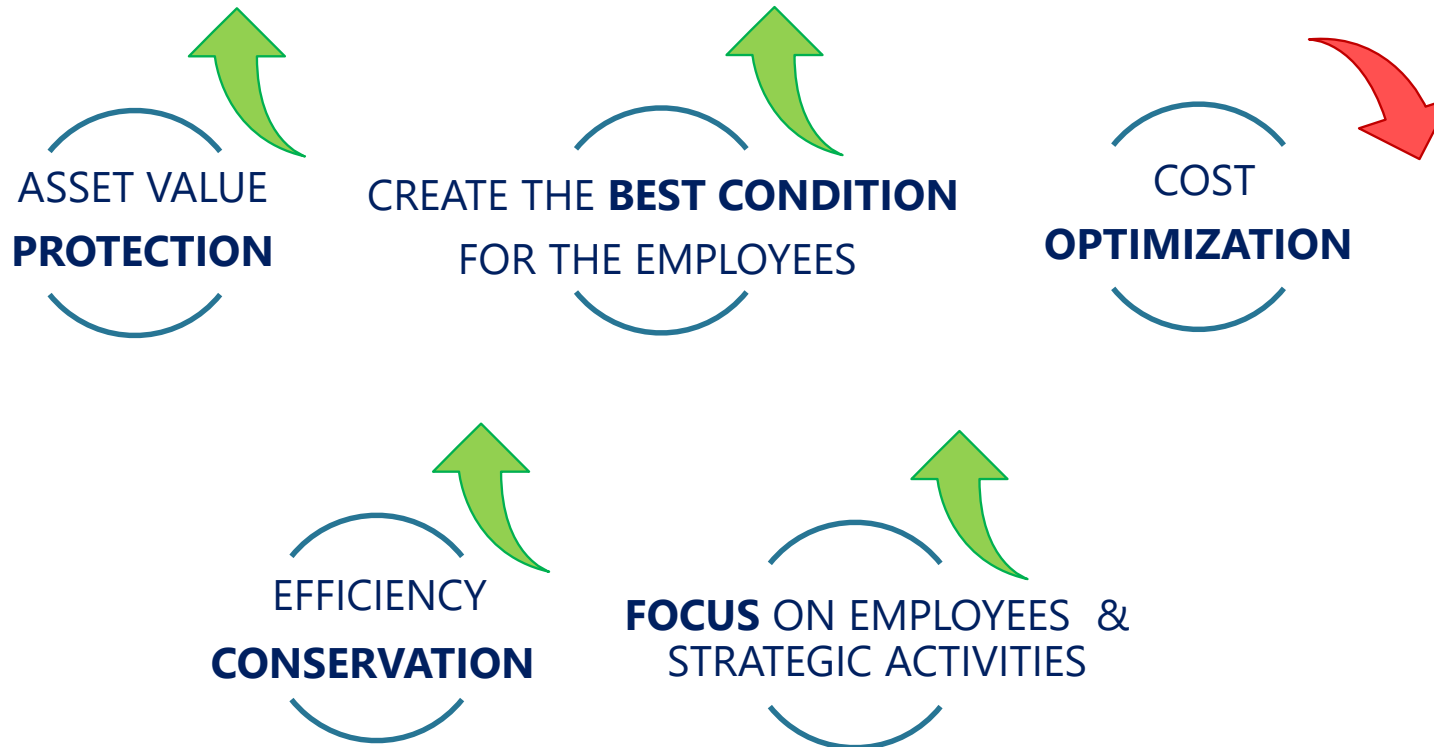 ASSET VALUE
PROTECTION
CREATE THE BEST CONDITION
FOR THE EMPLOYEES
COST
OPTIMIZATION
EFFICIENCY
CONSERVATION
FOCUS ON EMPLOYEES &
STRATEGIC ACTIVITIES